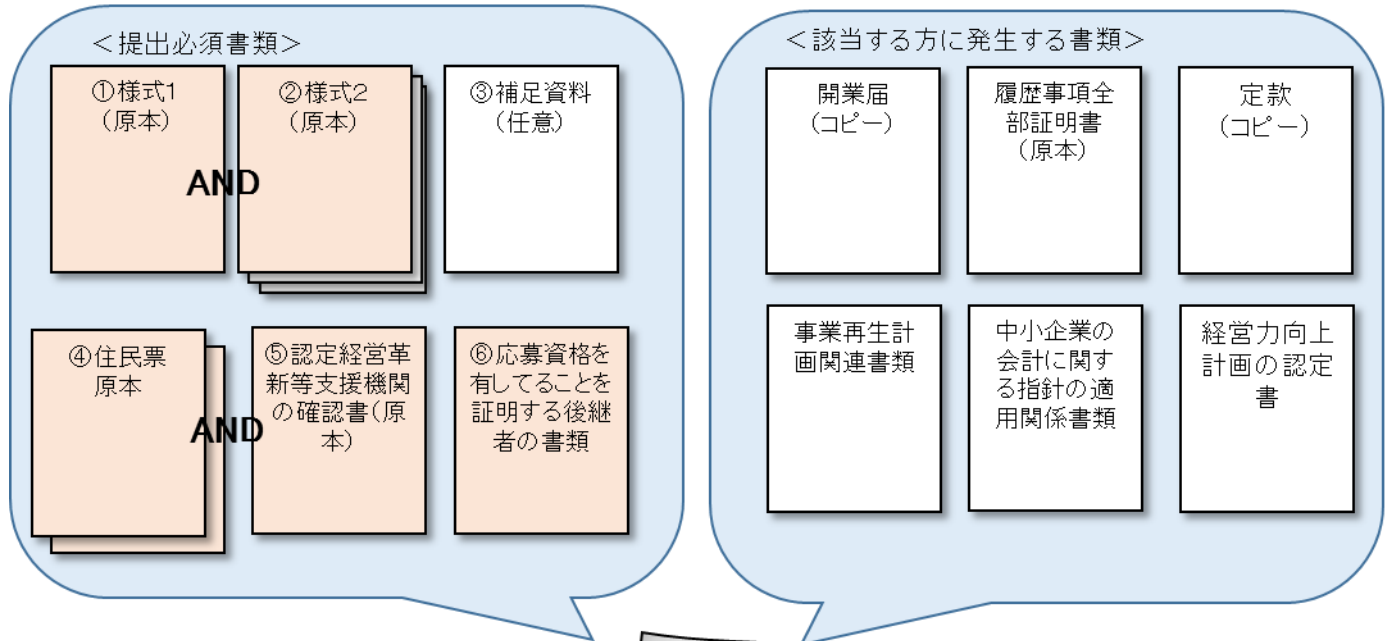 ＜提出必須書類＞
①様式1
（原本）
AND
②様式2
（原本）
③補足資料
（任意）
④住民票
原本
AND
⑤認定経営革
新等支援機関
の確認書（原
本）
⑥応募資格を
有してることを
証明する後継
者の書類
＜該当する方に発生する書類＞
開業届
（コピー）
履歴事項全
部証明書
（原本）
定款
（コピー）
事業再生計
画関連書類
中小企業の
会計に関す
る指針の適
用関係書類
経営力向上
計画の認定
書